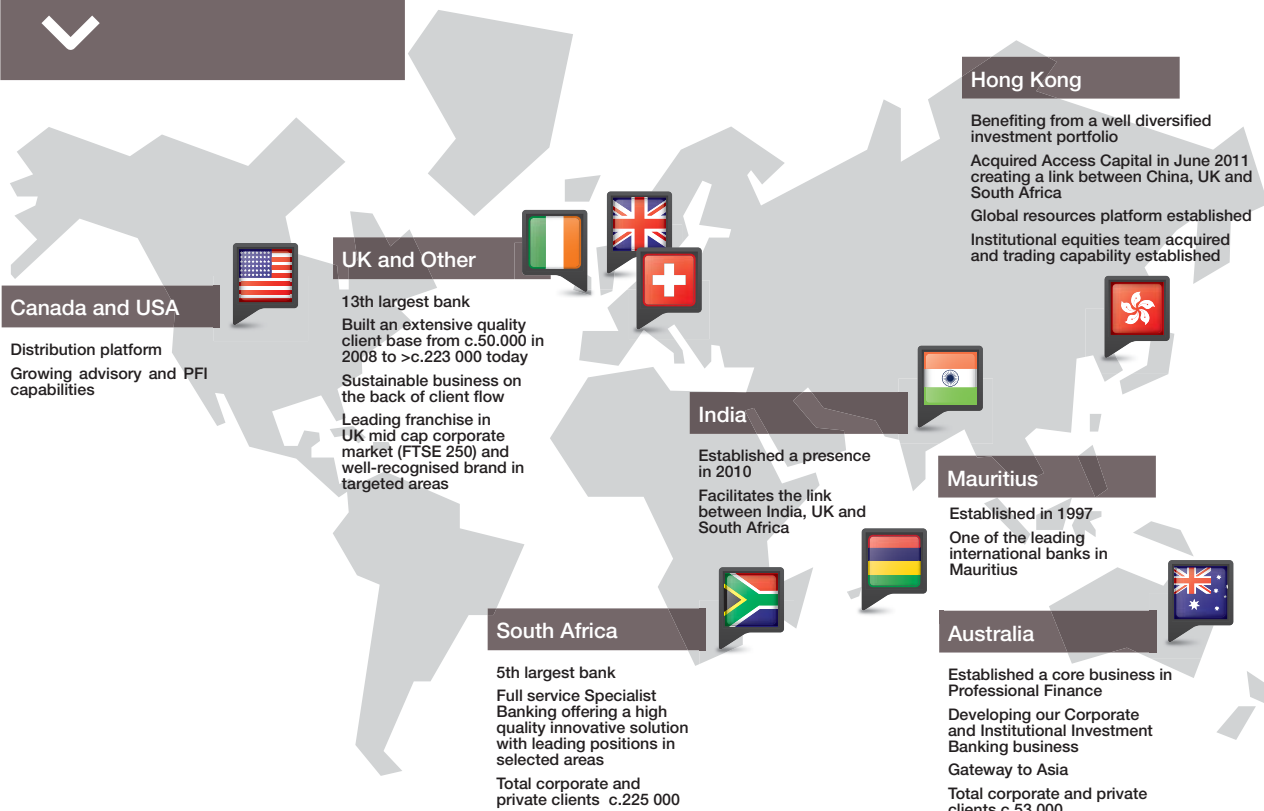 Hong Kong
Benefiting from a well diversified
investment portfolio
Acquired Access Capital in June 2011
creating a link between China, UK and
South Africa
Global resources platform established
Institutional equities team acquired
and trading capability established
UK and Other
13th largest bank
Built an extensive quality
client base from c.50.000 in
2008 to >c.223 000 today
Sustainable business on
the back of client flow
Leading franchise in
UK mid cap corporate
market (FTSE 250) and
well-recognised brand in
targeted areas
Canada and USA
Distribution platform
Growing advisory and PFI
capabilities
India
Established a presence
in 2010
Facilitates the link
between India, UK and
South Africa
Mauritius
Established in 1997
One of the leading
international banks in
Mauritius
South Africa
5th largest bank
Full service Specialist
Banking offering a high
quality innovative solution
with leading positions in
selected areas
Total corporate and
private clients c.225 000
Australia
Established a core business in
Professional Finance
Developing our Corporate
and Institutional Investment
Banking business
Gateway to Asia
Total corporate and private
clients c.53 000